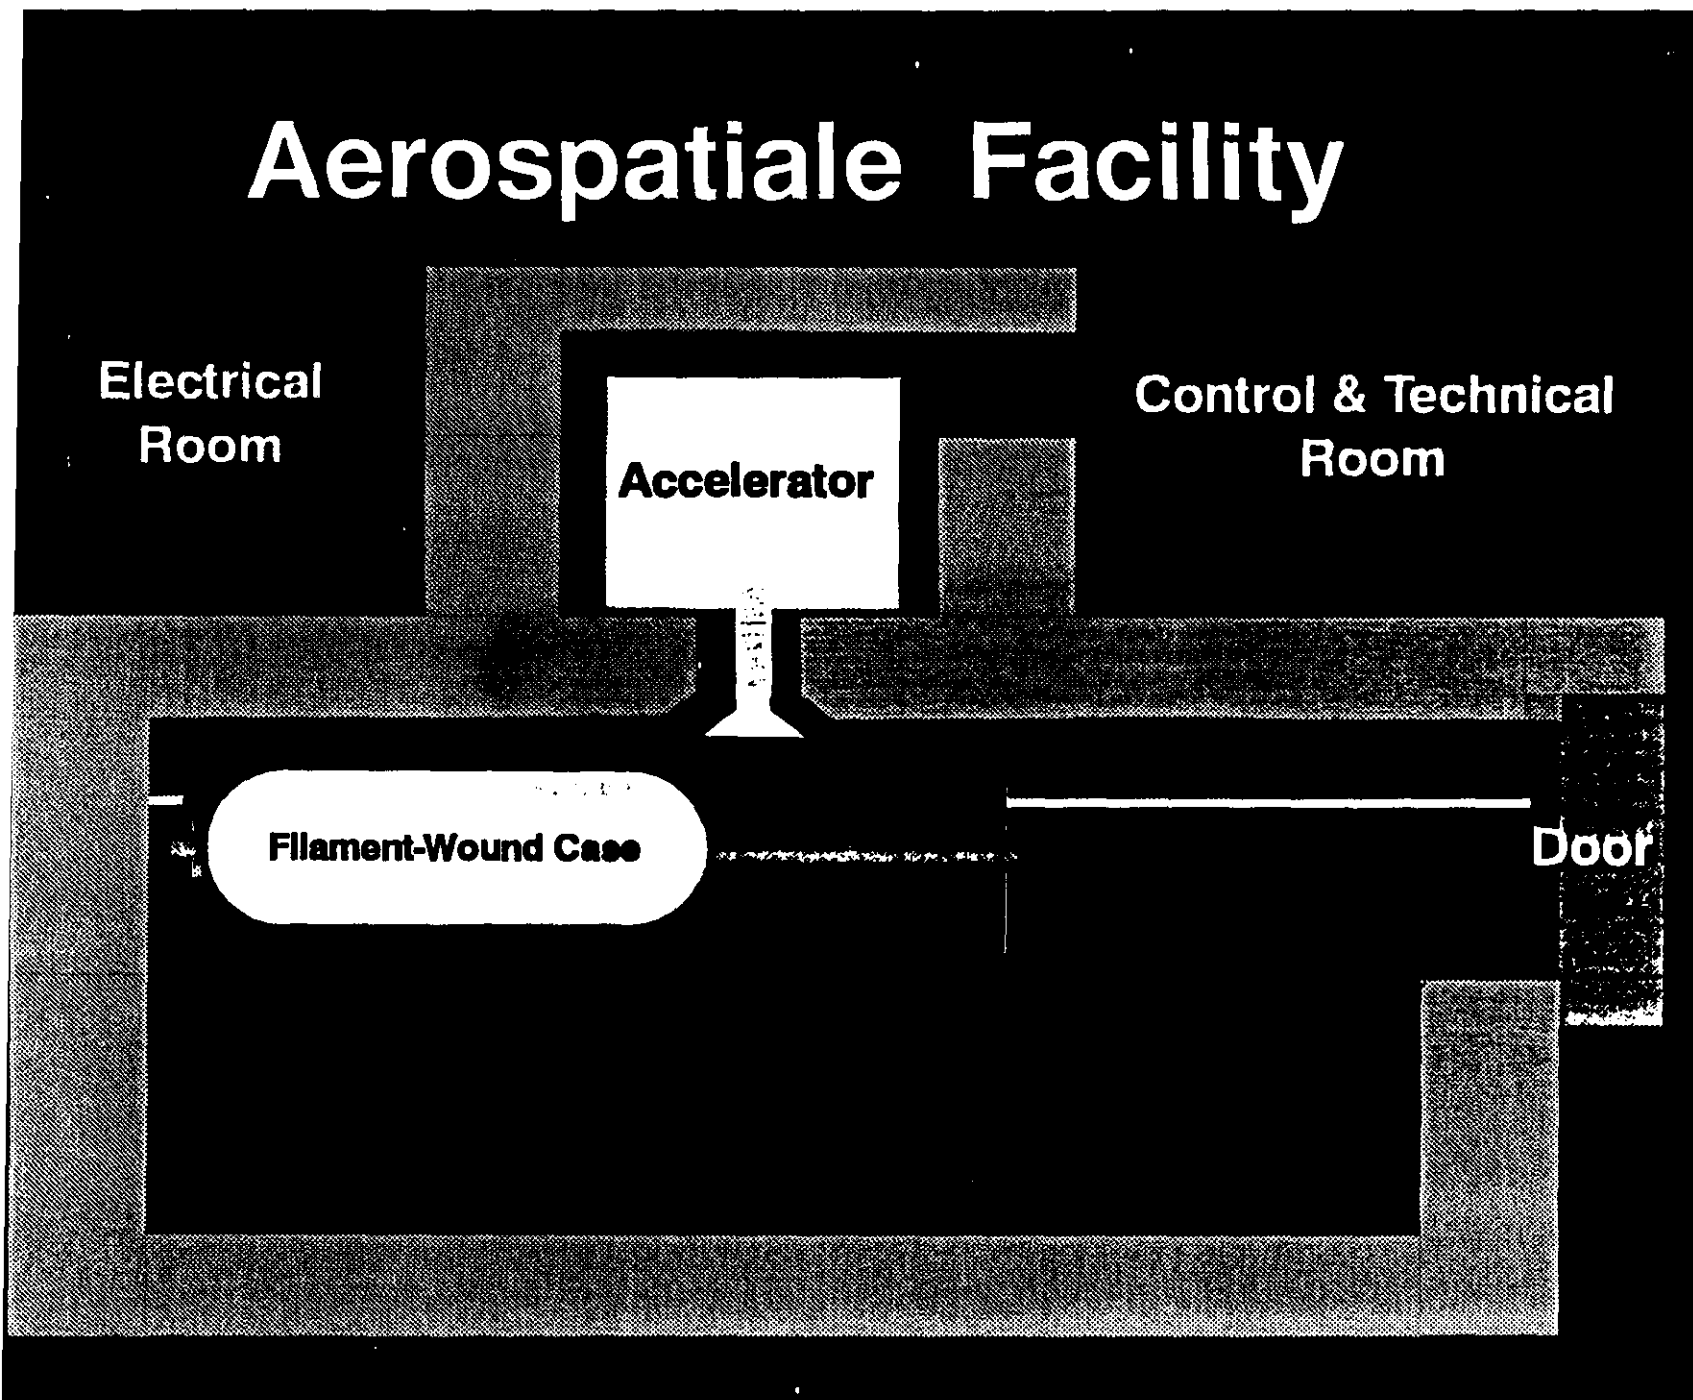 Aerospatiale Facility
Electrical
Room
Control & Technical
Room
Accelerator
Filament-Wound Case
Door